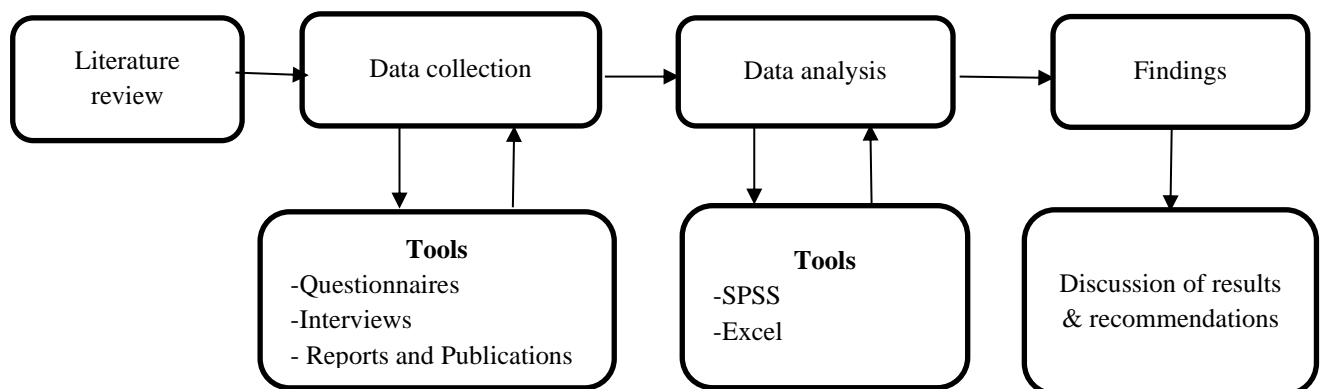 Literature
review
Data collection
Data analysis
Findings
Tools
-Questionnaires
-Interviews
- Reports and Publications
Tools
-SPSS
-Excel
Discussion of results
& recommendations